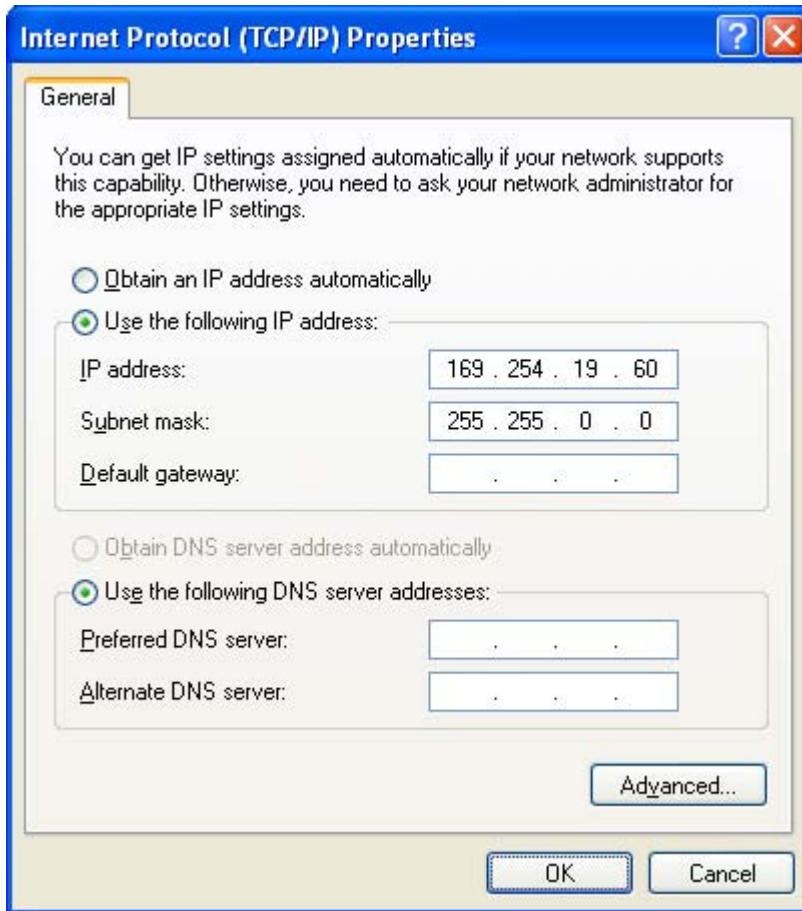 Internet Protocol (TCP/IP) Properties
General
You can get IP settings assigned automatically if your network supports
this capability. Otherwise, you need to ask your network administrator for
the appropriate IP settings.
Obtain an IP address automatically
Use the following IP address:
IP address: 169 . 254 . 19 . 60
Subnet mask: 255 . 255 . 0 . 0
Default gateway: . . .
Obtain DNS server address automatically
Use the following DNS server addresses:
Preferred DNS server: . . .
Alternate DNS server: . . .
Advanced...
OK Cancel